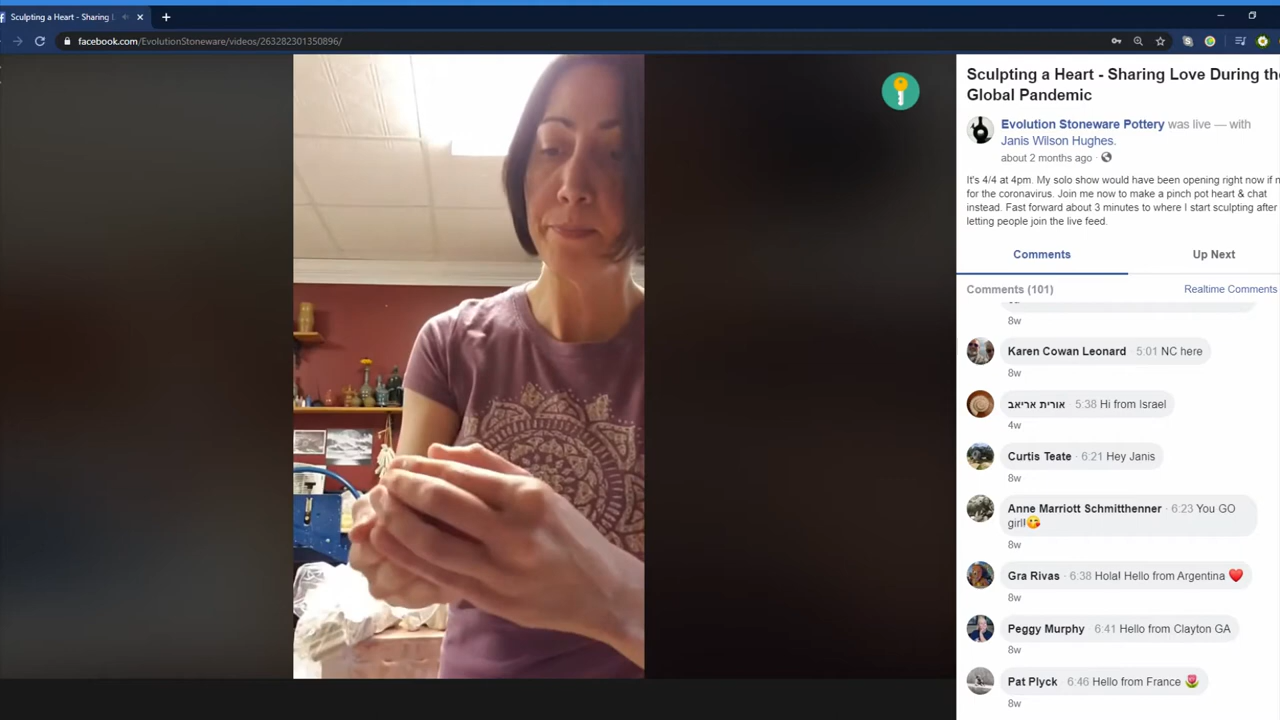 Sculpting a Heart - Sharing L
facebook.com/EvolutionStoneware/videos/263282301350896/
Sculpting a Heart - Sharing Love During the
Global Pandemic
Evolution Stoneware Pottery was live — with
Janis Wilson Hughes.
about 2 months ago
It's 4/4 at 4pm. My solo show would have been opening right now if n
for the coronavirus. Join me now to make a pinch pot heart & chat
instead. Fast forward about 3 minutes to where I start sculpting after
letting people join the live feed.
Comments Up Next
Comments (101) Realtime Comments
8w
Karen Cowan Leonard 5:01 NC here
8w
אורית אריאב 5:38 Hi from Israel
4w
Curtis Teate 6:21 Hey Janis
8w
Anne Marriott Schmitthenner 6:23 You GO
girl!😋
8w
Gra Rivas 6:38 Hola! Hello from Argentina ❤️
8w
Peggy Murphy 6:41 Hello from Clayton GA
8w
Pat Plyck 6:46 Hello from France 🌷
8w